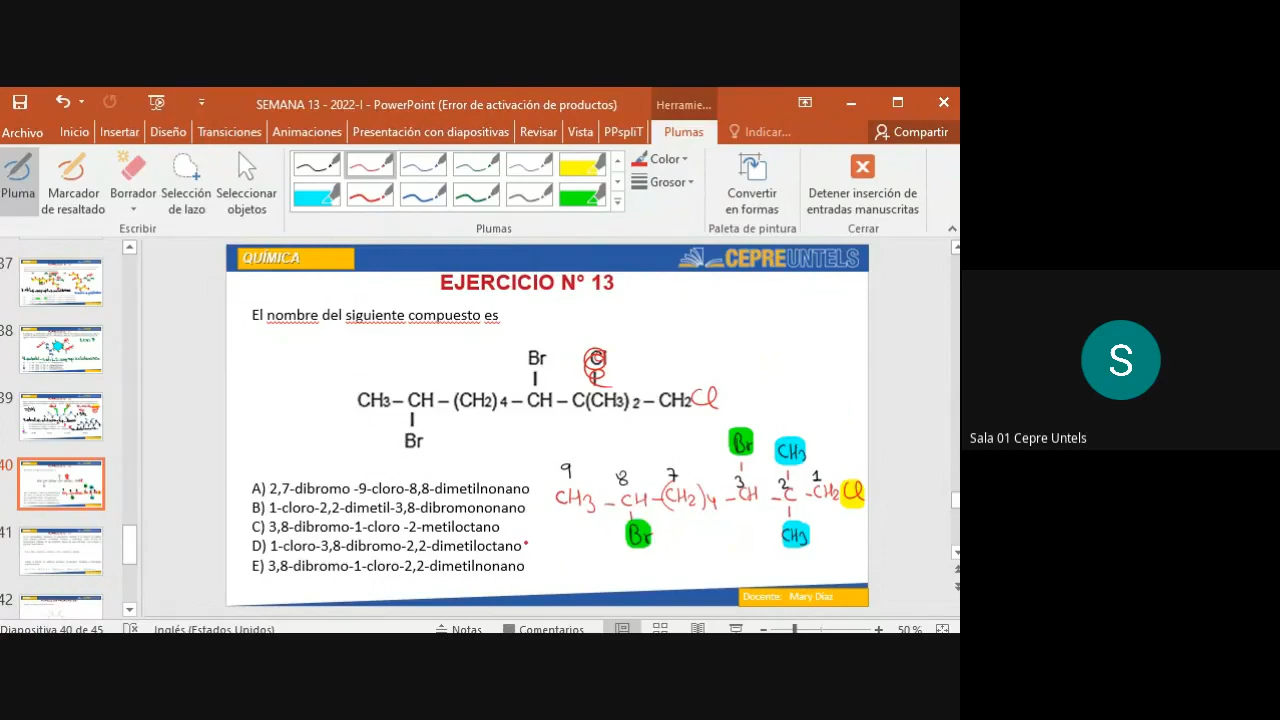 SEMANA 13 - 2022-I - PowerPoint (Error de activación de productos)
Herramie...
Archivo
Inicio
Insertar
Diseño
Transiciones
Animaciones
Presentación con diapositivas
Revisar
Vista
PPspliT
Plumas
Indicar...
Compartir
Pluma
Marcador de resaltado
Borrador
Selección de lazo
Seleccionar objetos
Color
Grosor
Convertir en formas
Detener inserción de entradas manuscritas
Escribir
Plumas
Paleta de pintura
Cerrar
37
38
39
40
41
42
QUÍMICA
CEPREUNTELS
EJERCICIO N° 13
El nombre del siguiente compuesto es
Br
CH3 – CH – (CH2)4 – CH – C(CH3)2 – CH2Cl
Br
A) 2,7-dibromo -9-cloro-8,8-dimetilnonano
B) 1-cloro-2,2-dimetil-3,8-dibromononano
C) 3,8-dibromo-1-cloro -2-metiloctano
D) 1-cloro-3,8-dibromo-2,2-dimetiloctano
E) 3,8-dibromo-1-cloro-2,2-dimetilnonano
Br CH3
9 8 7 3 2 1
CH3 – CH – (CH2)4 – CH – C – CH2Cl
Br CH3
Docente: Mary Díaz
Diapositiva 40 de 45
Inglés (Estados Unidos)
Notas
Comentarios
50 %
S
Sala 01 Cepre Untels